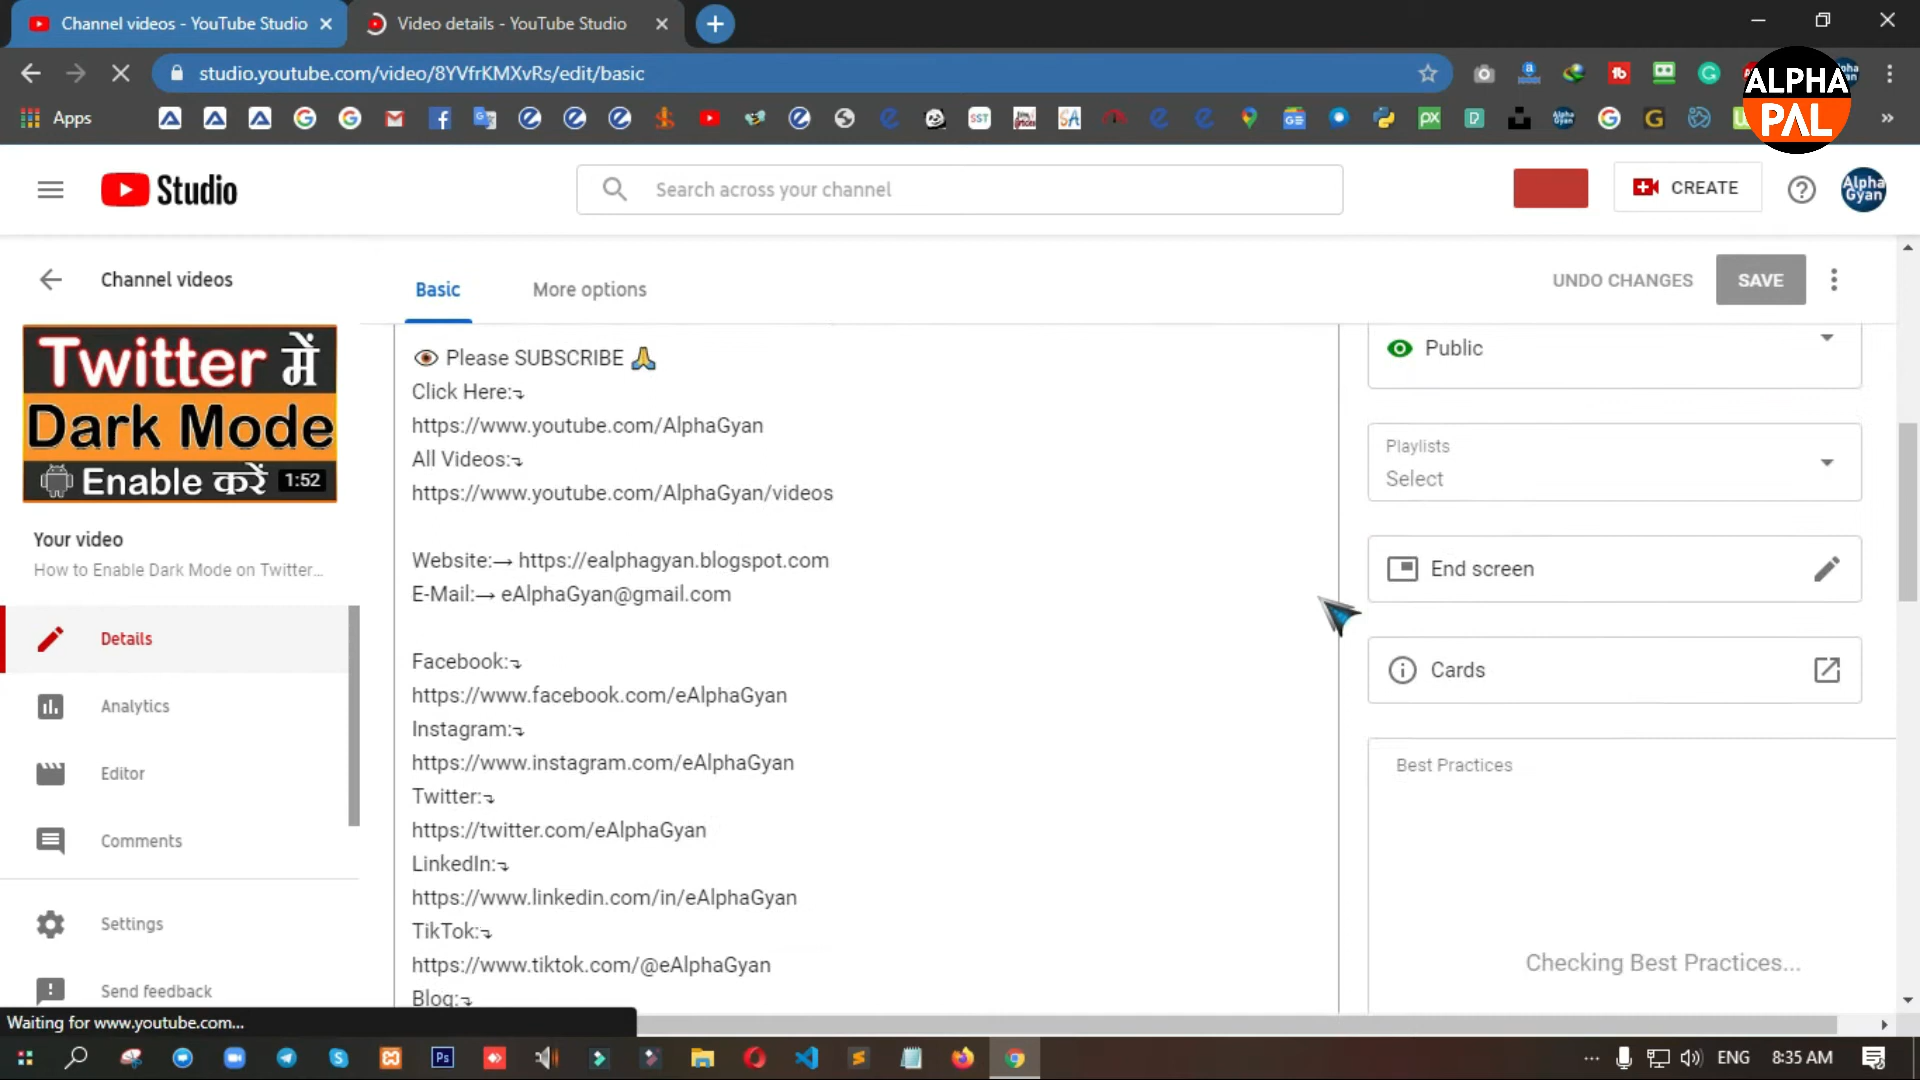 Channel videos - YouTube Studio
Video details - YouTube Studio
studio.youtube.com/video/8YVfrKMXvRs/edit/basic
Apps
ALPHA
PAL
Studio
Search across your channel
CREATE
Alpha
Gyan
Channel videos
Basic
More options
UNDO CHANGES
SAVE
Twitter में
Dark Mode
Enable करें
1:52
Your video
How to Enable Dark Mode on Twitter...
Details
Analytics
Editor
Comments
Settings
Send feedback
👁 Please SUBSCRIBE 🙏
Click Here:⤵
https://www.youtube.com/AlphaGyan
All Videos:⤵
https://www.youtube.com/AlphaGyan/videos
Website:→ https://ealphagyan.blogspot.com
E-Mail:→ eAlphaGyan@gmail.com
Facebook:⤵
https://www.facebook.com/eAlphaGyan
Instagram:⤵
https://www.instagram.com/eAlphaGyan
Twitter:⤵
https://twitter.com/eAlphaGyan
LinkedIn:⤵
https://www.linkedin.com/in/eAlphaGyan
TikTok:⤵
https://www.tiktok.com/@eAlphaGyan
Blog:⤵
Public
Playlists
Select
End screen
Cards
Best Practices
Checking Best Practices...
Waiting for www.youtube.com...
ENG
8:35 AM